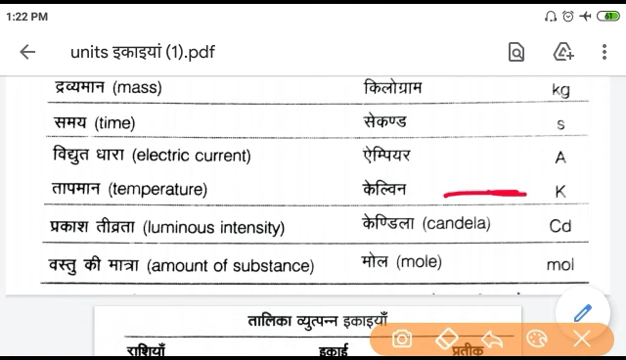 1:22 PM 61
units इकाइयां (1).pdf
द्रव्यमान (mass) किलोग्राम kg
समय (time) सेकण्ड s
विद्युत धारा (electric current) ऐम्पियर A
तापमान (temperature) केल्विन K
प्रकाश तीव्रता (luminous intensity) केण्डिला (candela) Cd
वस्तु की मात्रा (amount of substance) मोल (mole) mol
तालिका व्युत्पन्न इकाइयाँ
राशियाँ इकाई प्रतीक